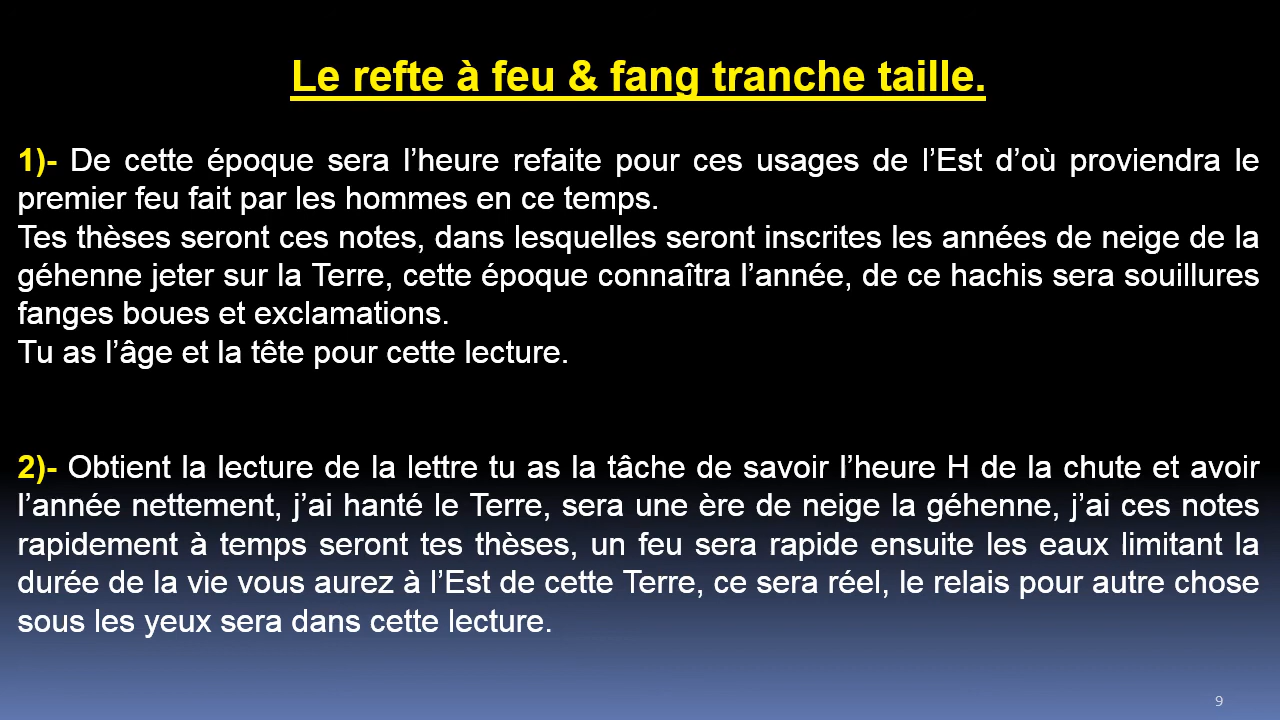 Le refte à feu & fang tranche taille.
1)- De cette époque sera l’heure refaite pour ces usages de l’Est d’où proviendra le
premier feu fait par les hommes en ce temps.
Tes thèses seront ces notes, dans lesquelles seront inscrites les années de neige de la
géhenne jeter sur la Terre, cette époque connaîtra l’année, de ce hachis sera souillures
fanges boues et exclamations.
Tu as l’âge et la tête pour cette lecture.
2)- Obtient la lecture de la lettre tu as la tâche de savoir l’heure H de la chute et avoir
l’année nettement, j’ai hanté le Terre, sera une ère de neige la géhenne, j’ai ces notes
rapidement à temps seront tes thèses, un feu sera rapide ensuite les eaux limitant la
durée de la vie vous aurez à l’Est de cette Terre, ce sera réel, le relais pour autre chose
sous les yeux sera dans cette lecture.
9